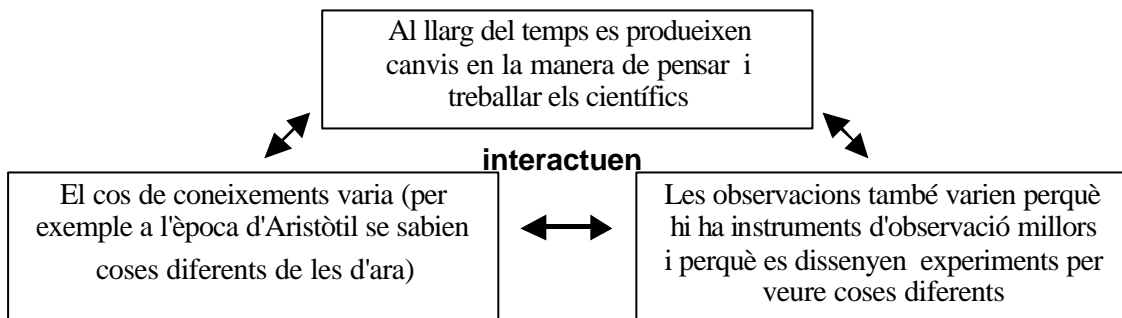 Al llarg del temps es produeixen
canvis en la manera de pensar i
treballar els científics
interactuen
El cos de coneixements varia (per
exemple a l'època d'Aristòtil se sabien
coses diferents de les d'ara)
Les observacions també varien perquè
hi ha instruments d'observació millors
i perquè es dissenyen experiments per
veure coses diferents